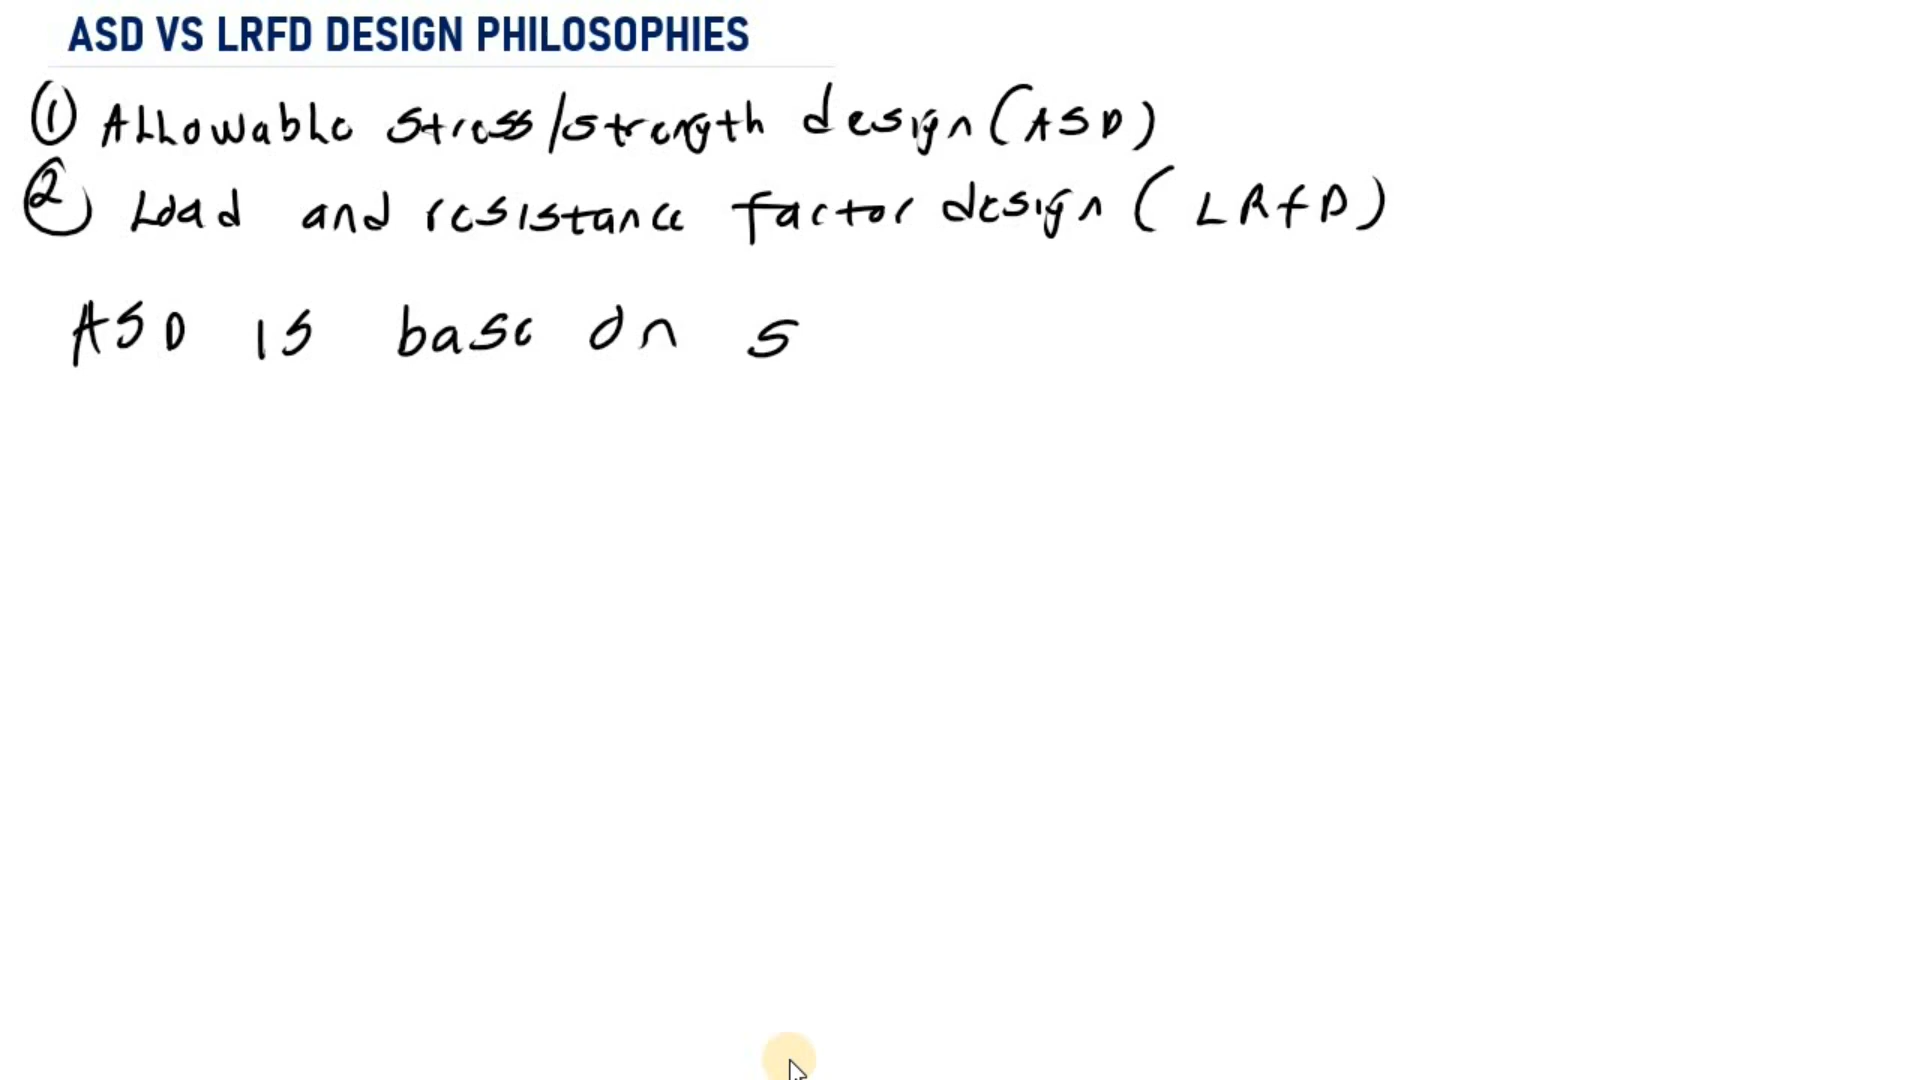 ASD VS LRFD DESIGN PHILOSOPHIES
① Allowable stress/strength design (ASD)
② Load and resistance factor design (LRfD)
ASD is base on s